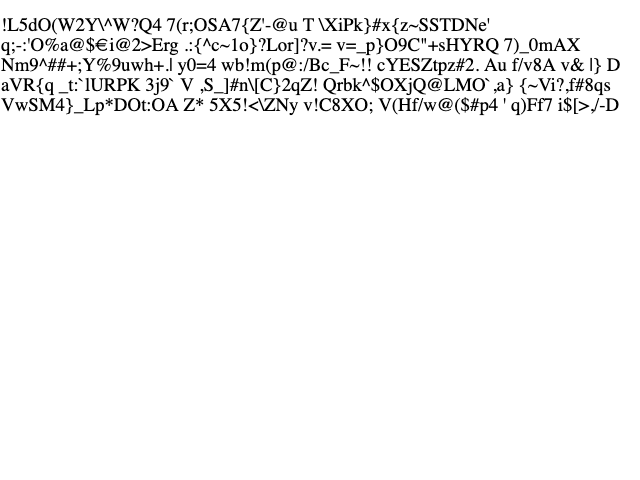 !L5dO(W2Y\^W?Q4 7(r;OSA7{Z'-@u T \XiPk}#x{z~SSTDNe'
q;-:'O%a@$€i@2>Erg .:{^c~1o}?Lor]?v.= v=_p}O9C"+sHYRQ 7)_0mAX
Nm9^##+;Y%9uwh+.| y0=4 wb!m(p@:/Bc_F~!! cYESZtpz#2. Au f/v8A v& |} D
aVR{q _t:`lURPK 3j9` V ,S_]#n\[C}2qZ! Qrbk^$OXjQ@LMO` ,a} {~Vi?,f#8qs
VwSM4}_Lp*DOt:OA Z* 5X5!<\ZNy v!C8XO; V(Hf/w@($#p4 ' q)Ff7 i$[>,/-D